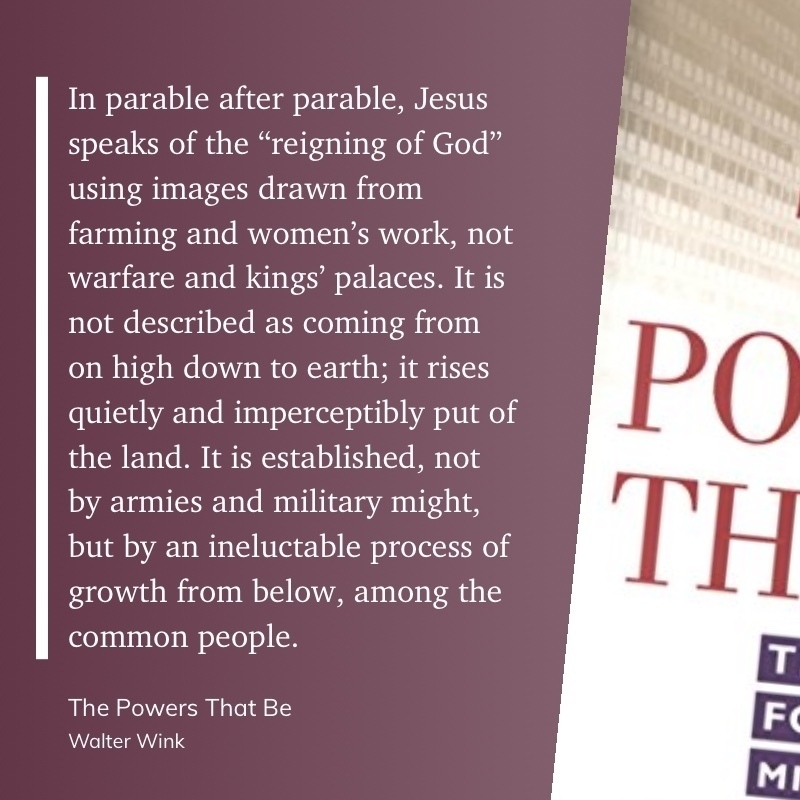 In parable after parable, Jesus
speaks of the “reigning of God”
using images drawn from
farming and women’s work, not
warfare and kings’ palaces. It is
not described as coming from
on high down to earth; it rises
quietly and imperceptibly put of
the land. It is established, not
by armies and military might,
but by an ineluctable process of
growth from below, among the
common people.
The Powers That Be
Walter Wink
PO
TH
T
FO
MI